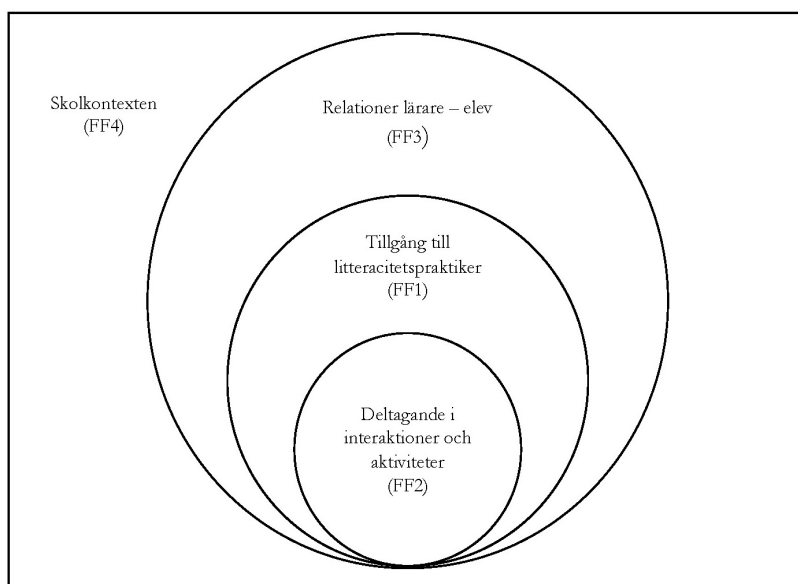 Skolkontexten
(FF4)
Relationer lärare – elev
(FF3)
Tillgång till
litteracitetspraktiker
(FF1)
Deltagande i
interaktioner och
aktiviteter
(FF2)